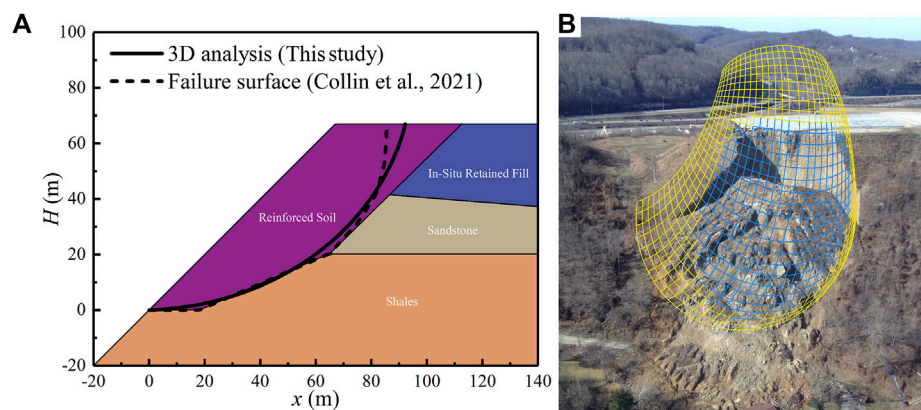 A
B
100
80
60
40
20
0
-20
H (m)
3D analysis (This study)
Failure surface (Collin et al., 2021)
Reinforced Soil
In-Situ Retained Fill
Sandstone
Shales
-20 0 20 40 60 80 100 120 140
x (m)